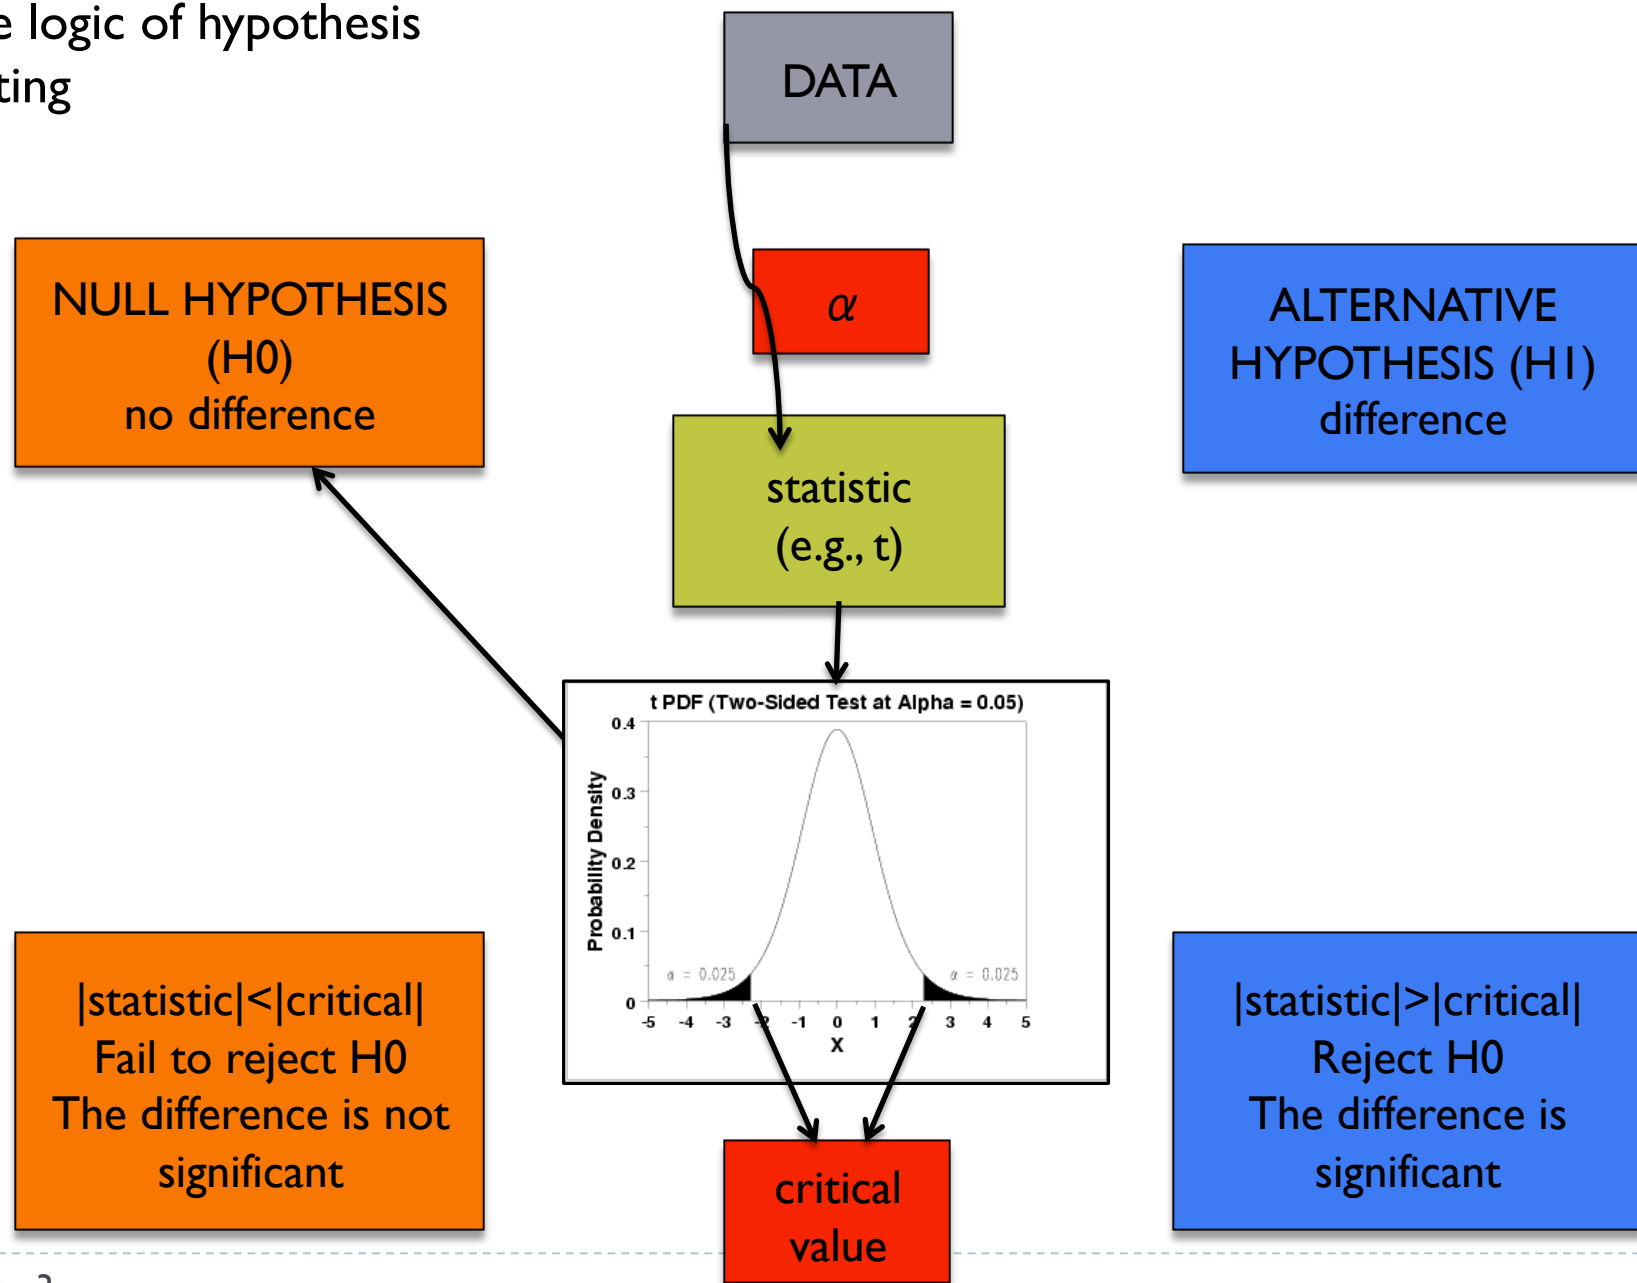 e logic of hypothesis
ting
DATA
NULL HYPOTHESIS
(H0)
no difference
α
ALTERNATIVE
HYPOTHESIS (H1)
difference
statistic
(e.g., t)
t PDF (Two-Sided Test at Alpha = 0.05)
Probability Density
0.4
0.3
0.2
0.1
0
α = 0.025
α = 0.025
-5 -4 -3 -2 -1 0 1 2 3 4 5
X
|statistic|<|critical|
Fail to reject H0
The difference is not
significant
|statistic|>|critical|
Reject H0
The difference is
significant
critical
value